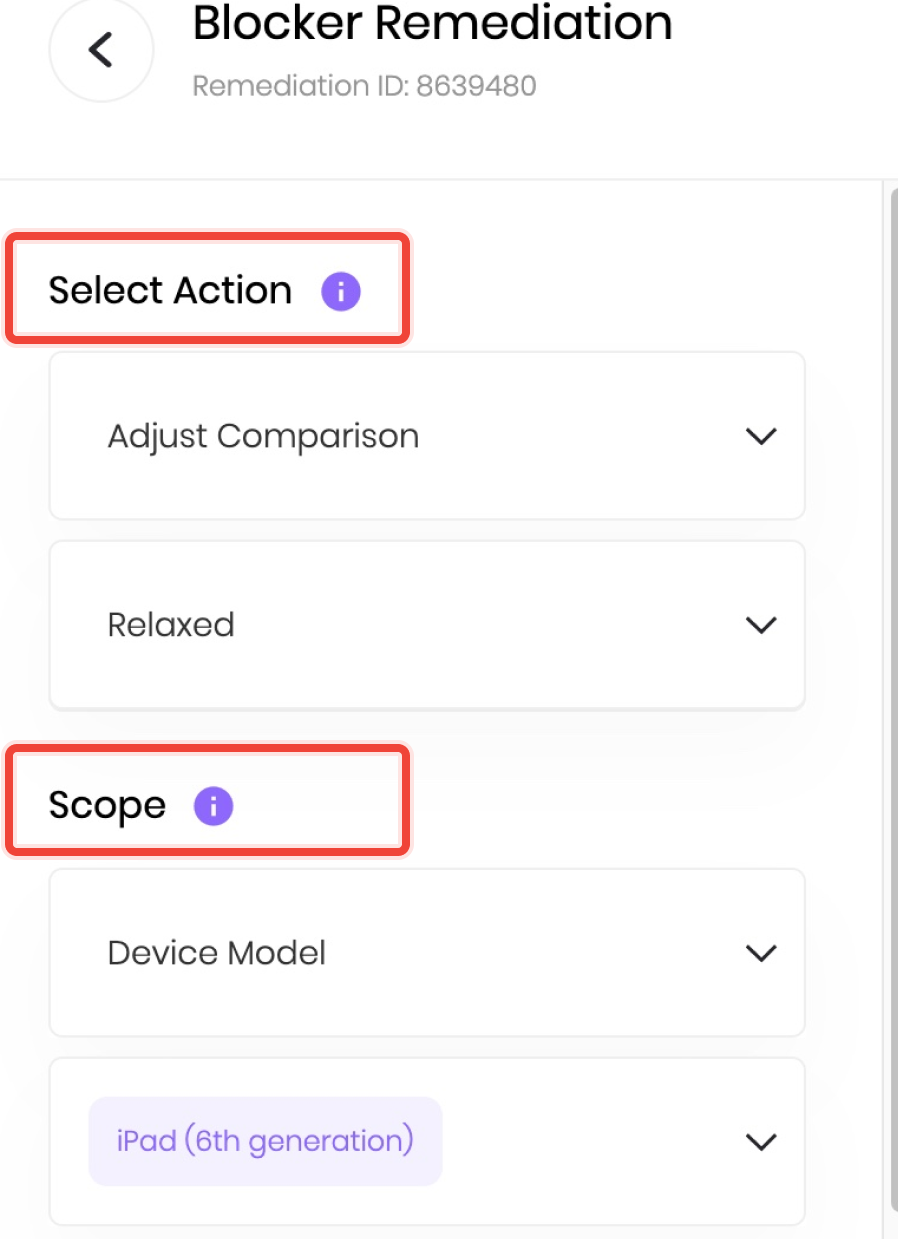 Blocker Remediation
Remediation ID: 8639480
Select Action i
Adjust Comparison
Relaxed
Scope i
Device Model
iPad (6th generation)